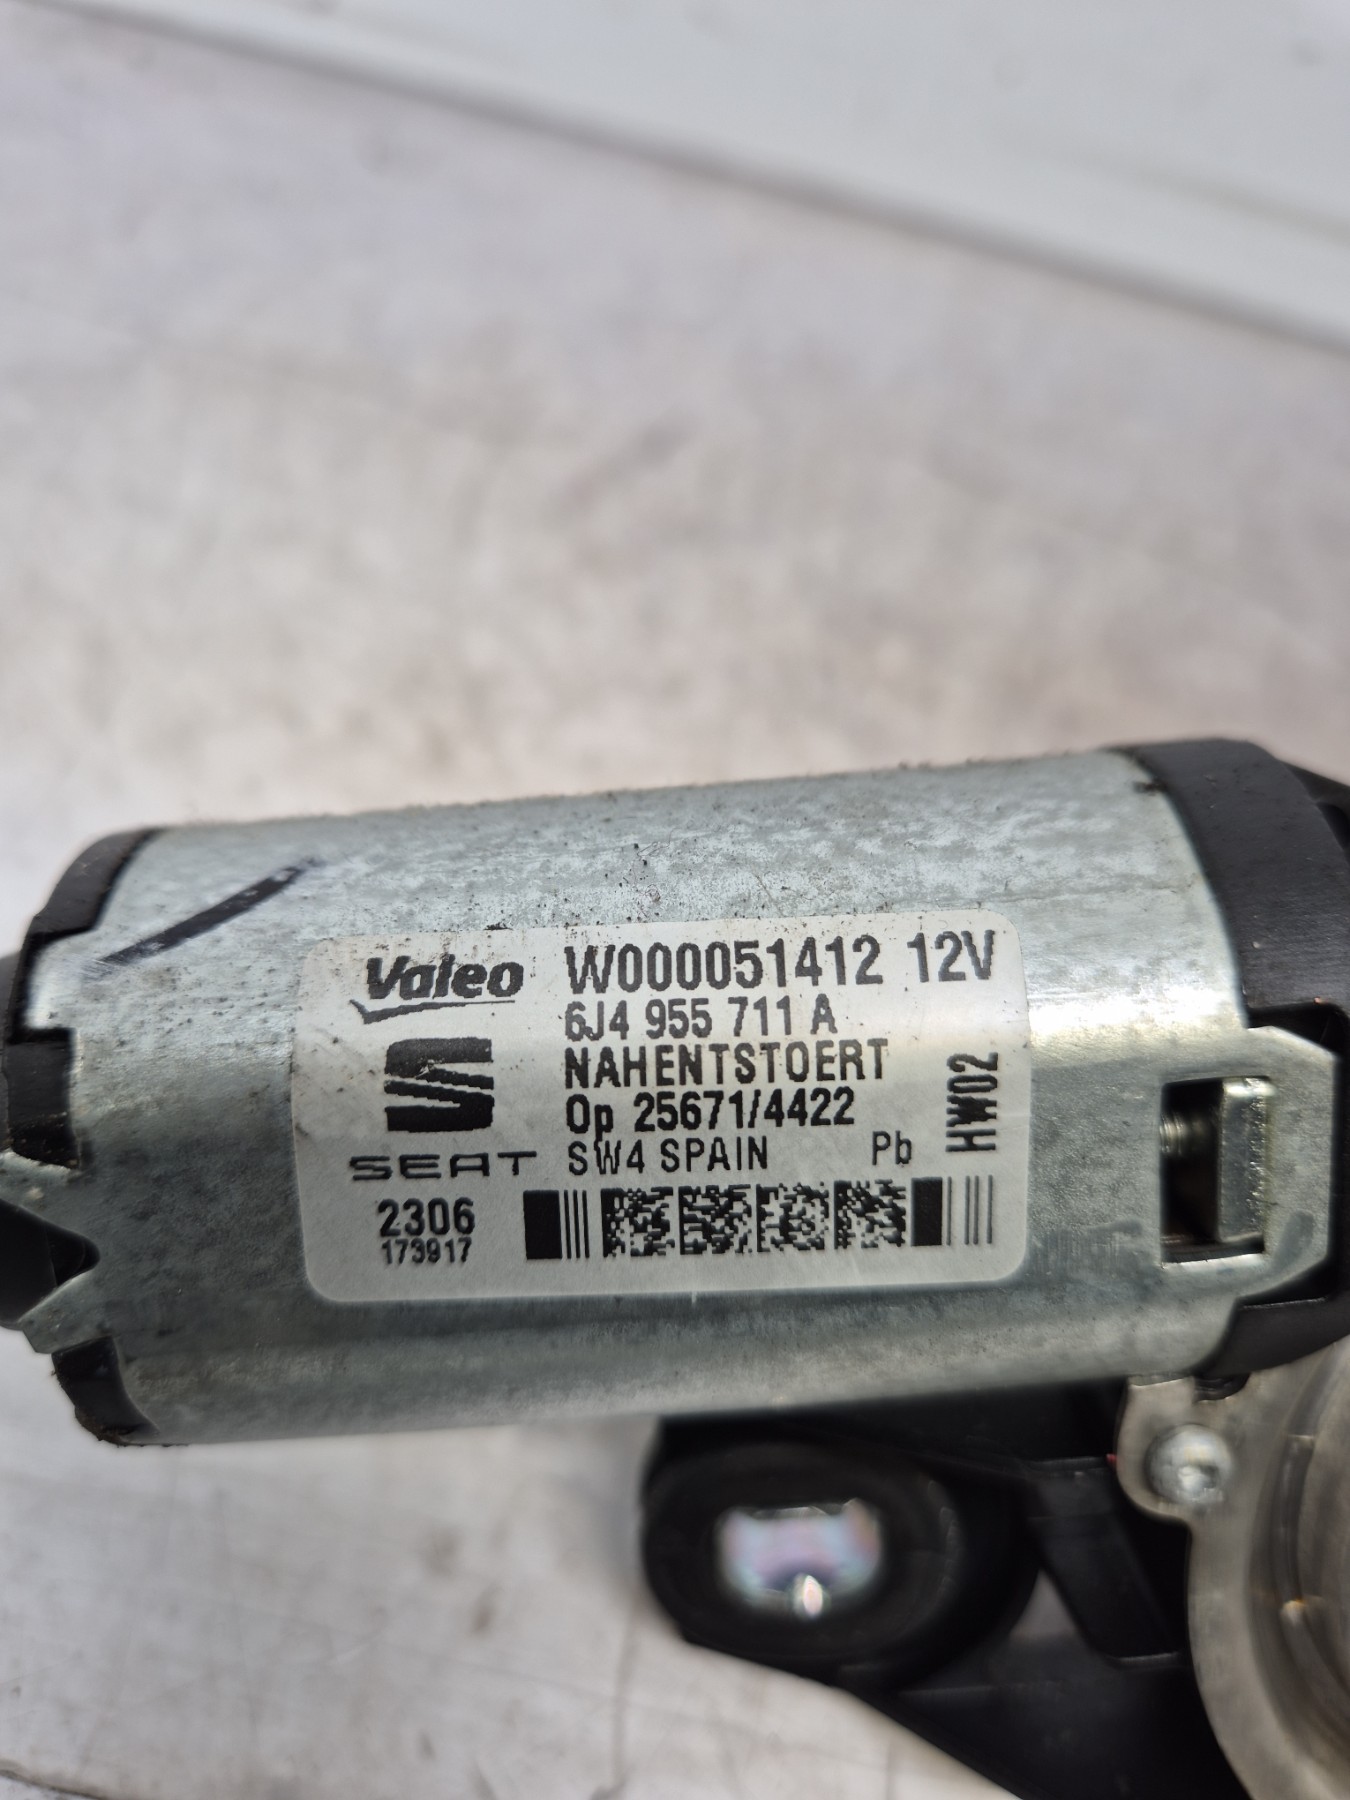 Valeo W000051412 12V
6J4 955 711 A
NAHENTSTOERT
Op 25671/4422
SEAT SW4 SPAIN Pb
HW02
2306
173917